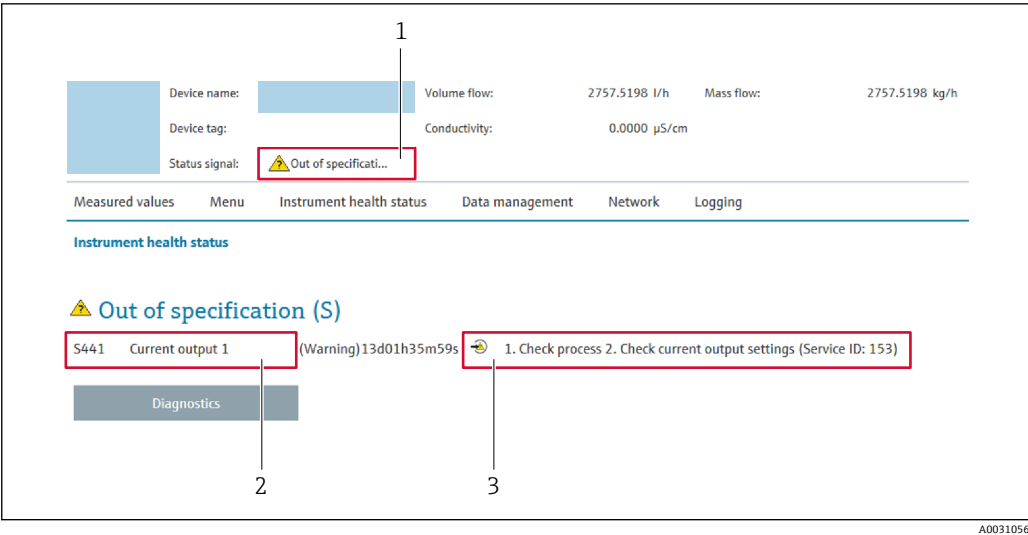 1
Device name: Volume flow: 2757.5198 l/h Mass flow: 2757.5198 kg/h
Device tag: Conductivity: 0.0000 µS/cm
Status signal: Out of specificati...
Measured values Menu Instrument health status Data management Network Logging
Instrument health status
Out of specification (S)
S441 Current output 1 (Warning)13d01h35m59s 1. Check process 2. Check current output settings (Service ID: 153)
Diagnostics
2 3
A0031056